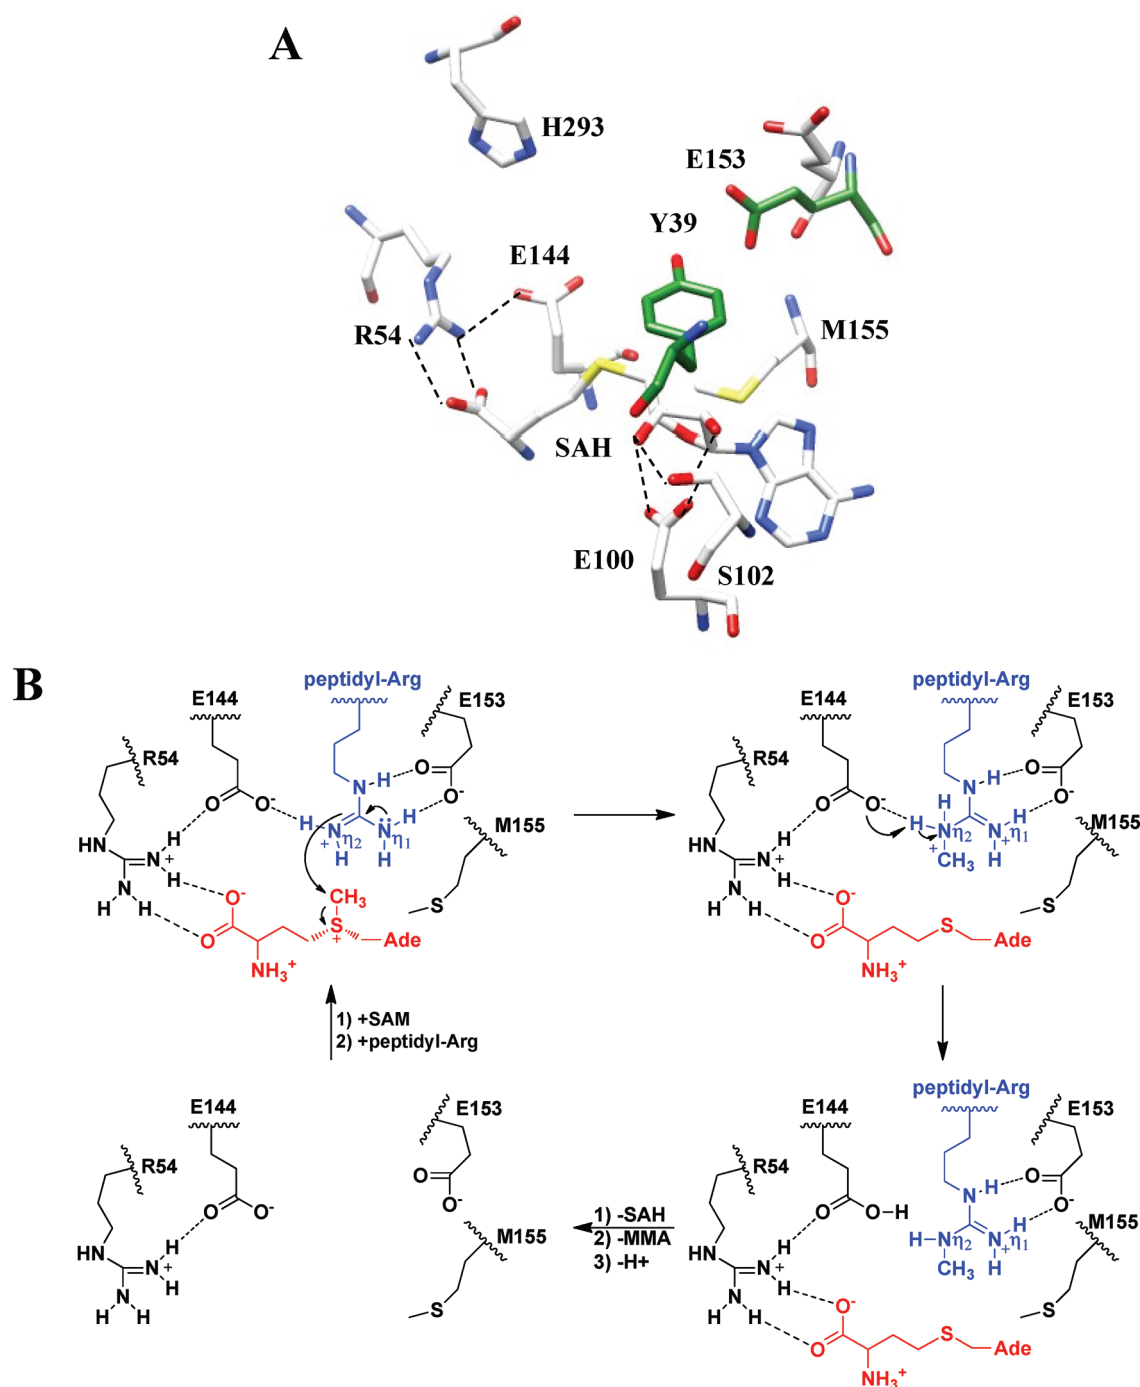 A
H293
E153
Y39
E144
R54
M155
SAH
E100
S102
B
peptidyl-Arg
E144
E153
R54
O
O
O-
H
H
N
H
O-
HN
N+
H
H
N
+
H
η2
N
H
η1
M155
N
H
H
O-
O
CH3
S
+
S
Ade
NH3+
peptidyl-Arg
E144
E153
R54
O
O
O-
H
H
N
H
O-
HN
N+
H
H
N
+
η2
CH3
N
+
H
H
η1
M155
N
H
H
O-
O
S
S
Ade
NH3+
1) +SAM
2) +peptidyl-Arg
E144
R54
O
O-
H
HN
N+
H
N
H
H
E153
O
O-
M155
S
1) -SAH
2) -MMA
3) -H+
peptidyl-Arg
E144
E153
R54
O
O-H
N
H
O
O-
H
HN
N+
H
H-N
η2
CH3
N
+
H
H
η1
M155
N
H
H
O-
O
S
S
Ade
NH3+